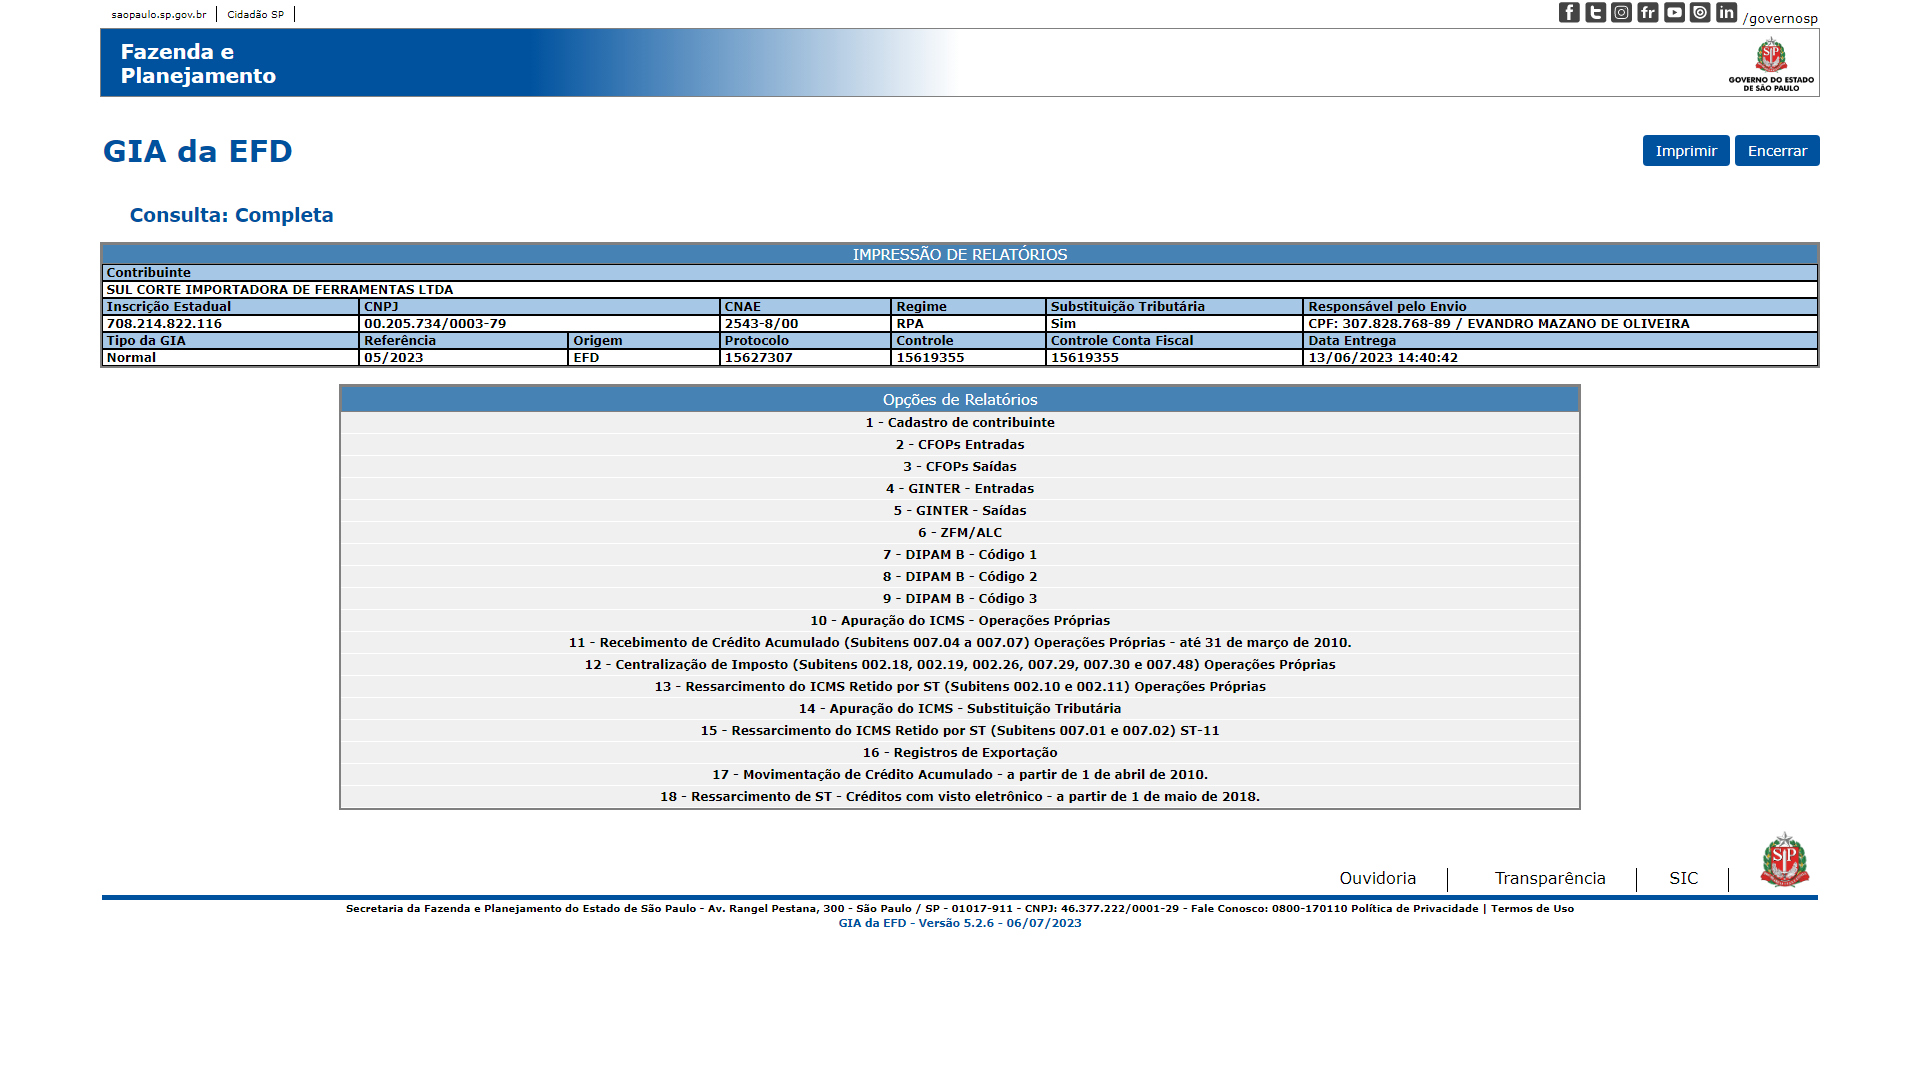 saopaulo.sp.gov.br
Cidadão SP
/governosp
Fazenda e
Planejamento
SP
GOVERNO DO ESTADO
DE SÃO PAULO
GIA da EFD
Imprimir
Encerrar
Consulta: Completa
IMPRESSÃO DE RELATÓRIOS
Contribuinte
SUL CORTE IMPORTADORA DE FERRAMENTAS LTDA
Inscrição Estadual CNPJ CNAE Regime Substituição Tributária Responsável pelo Envio
708.214.822.116 00.205.734/0003-79 2543-8/00 RPA Sim CPF: 307.828.768-89 / EVANDRO MAZANO DE OLIVEIRA
Tipo da GIA Referência Origem Protocolo Controle Controle Conta Fiscal Data Entrega
Normal 05/2023 EFD 15627307 15619355 15619355 13/06/2023 14:40:42
Opções de Relatórios
1 - Cadastro de contribuinte
2 - CFOPs Entradas
3 - CFOPs Saídas
4 - GINTER - Entradas
5 - GINTER - Saídas
6 - ZFM/ALC
7 - DIPAM B - Código 1
8 - DIPAM B - Código 2
9 - DIPAM B - Código 3
10 - Apuração do ICMS - Operações Próprias
11 - Recebimento de Crédito Acumulado (Subitens 007.04 a 007.07) Operações Próprias - até 31 de março de 2010.
12 - Centralização de Imposto (Subitens 002.18, 002.19, 002.26, 007.29, 007.30 e 007.48) Operações Próprias
13 - Ressarcimento do ICMS Retido por ST (Subitens 002.10 e 002.11) Operações Próprias
14 - Apuração do ICMS - Substituição Tributária
15 - Ressarcimento do ICMS Retido por ST (Subitens 007.01 e 007.02) ST-11
16 - Registros de Exportação
17 - Movimentação de Crédito Acumulado - a partir de 1 de abril de 2010.
18 - Ressarcimento de ST - Créditos com visto eletrônico - a partir de 1 de maio de 2018.
Ouvidoria
Transparência
SIC
SP
Secretaria da Fazenda e Planejamento do Estado de São Paulo - Av. Rangel Pestana, 300 - São Paulo / SP - 01017-911 - CNPJ: 46.377.222/0001-29 - Fale Conosco: 0800-170110 Política de Privacidade | Termos de Uso
GIA da EFD - Versão 5.2.6 - 06/07/2023